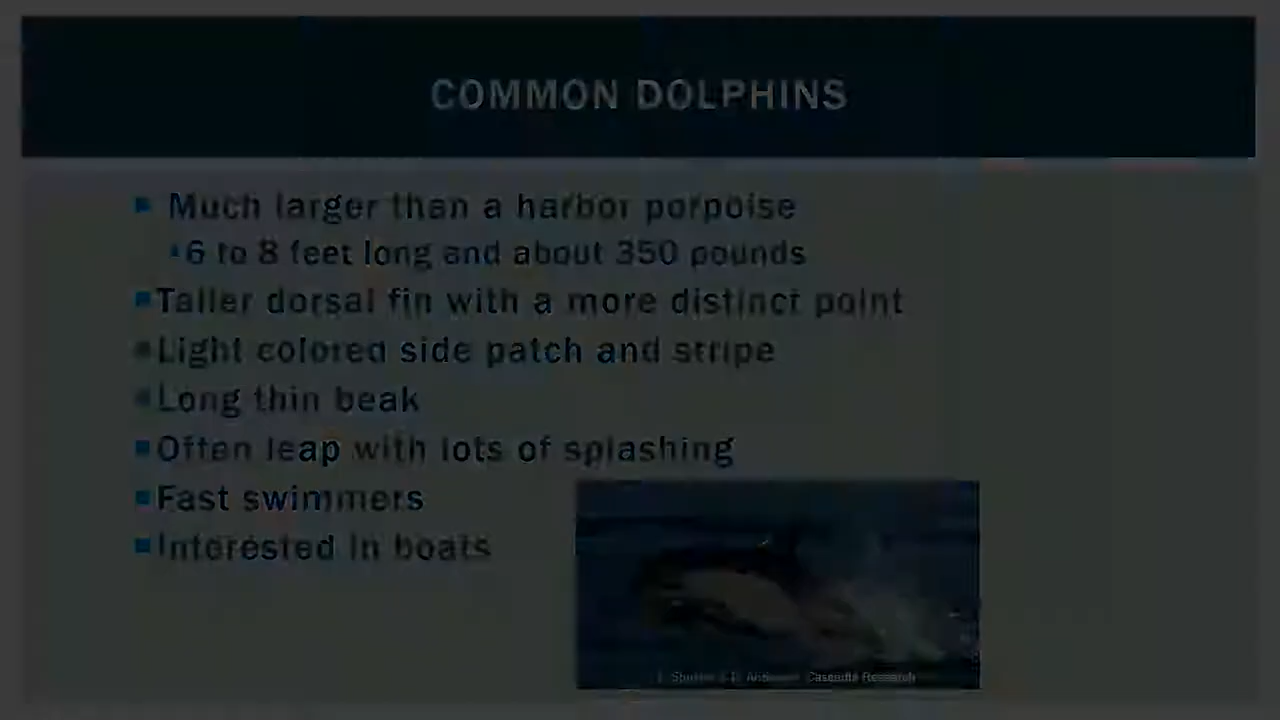 COMMON DOLPHINS
Much larger than a harbor porpoise
6 to 8 feet long and about 350 pounds
Taller dorsal fin with a more distinct point
Light colored side patch and stripe
Long thin beak
Often leap with lots of splashing
Fast swimmers
Interested in boats
Cascadia Research